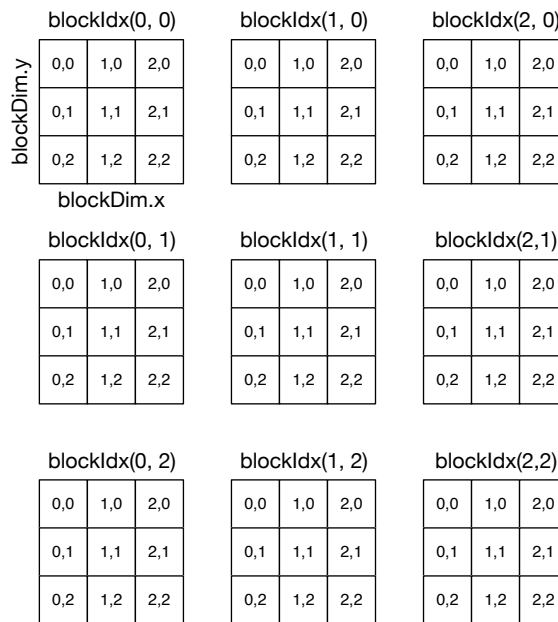 blockIdx(0, 0) blockIdx(1, 0) blockIdx(2, 0)
blockDim.y
0,0 1,0 2,0 0,0 1,0 2,0 0,0 1,0 2,0
0,1 1,1 2,1 0,1 1,1 2,1 0,1 1,1 2,1
0,2 1,2 2,2 0,2 1,2 2,2 0,2 1,2 2,2
blockDim.x
blockIdx(0, 1) blockIdx(1, 1) blockIdx(2,1)
0,0 1,0 2,0 0,0 1,0 2,0 0,0 1,0 2,0
0,1 1,1 2,1 0,1 1,1 2,1 0,1 1,1 2,1
0,2 1,2 2,2 0,2 1,2 2,2 0,2 1,2 2,2
blockIdx(0, 2) blockIdx(1, 2) blockIdx(2,2)
0,0 1,0 2,0 0,0 1,0 2,0 0,0 1,0 2,0
0,1 1,1 2,1 0,1 1,1 2,1 0,1 1,1 2,1
0,2 1,2 2,2 0,2 1,2 2,2 0,2 1,2 2,2